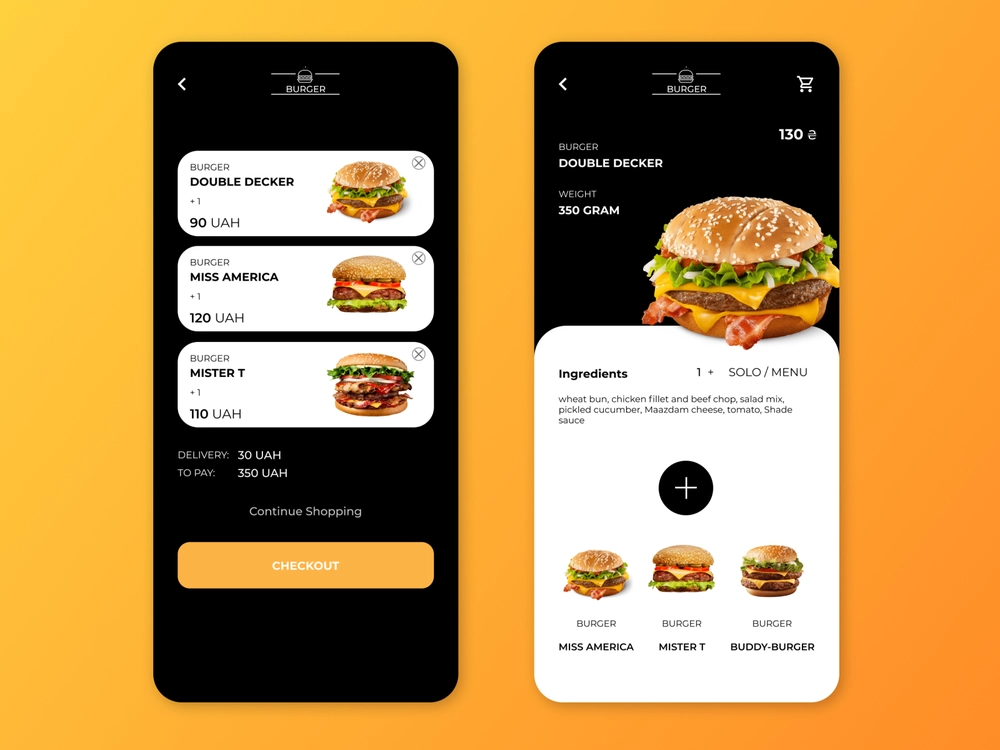 BURGER
BURGER
DOUBLE DECKER
+ 1
90 UAH
BURGER
MISS AMERICA
+ 1
120 UAH
BURGER
MISTER T
+ 1
110 UAH
DELIVERY: 30 UAH
TO PAY: 350 UAH
Continue Shopping
CHECKOUT
BURGER
130 ₴
BURGER
DOUBLE DECKER
WEIGHT
350 GRAM
Ingredients 1 + SOLO / MENU
wheat bun, chicken fillet and beef chop, salad mix,
pickled cucumber, Maazdam cheese, tomato, Shade
sauce
BURGER BURGER BURGER
MISS AMERICA MISTER T BUDDY-BURGER